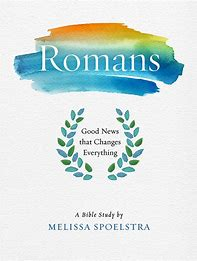 Romans
Good News
that Changes
Everything
A Bible Study by
MELISSA SPOELSTRA